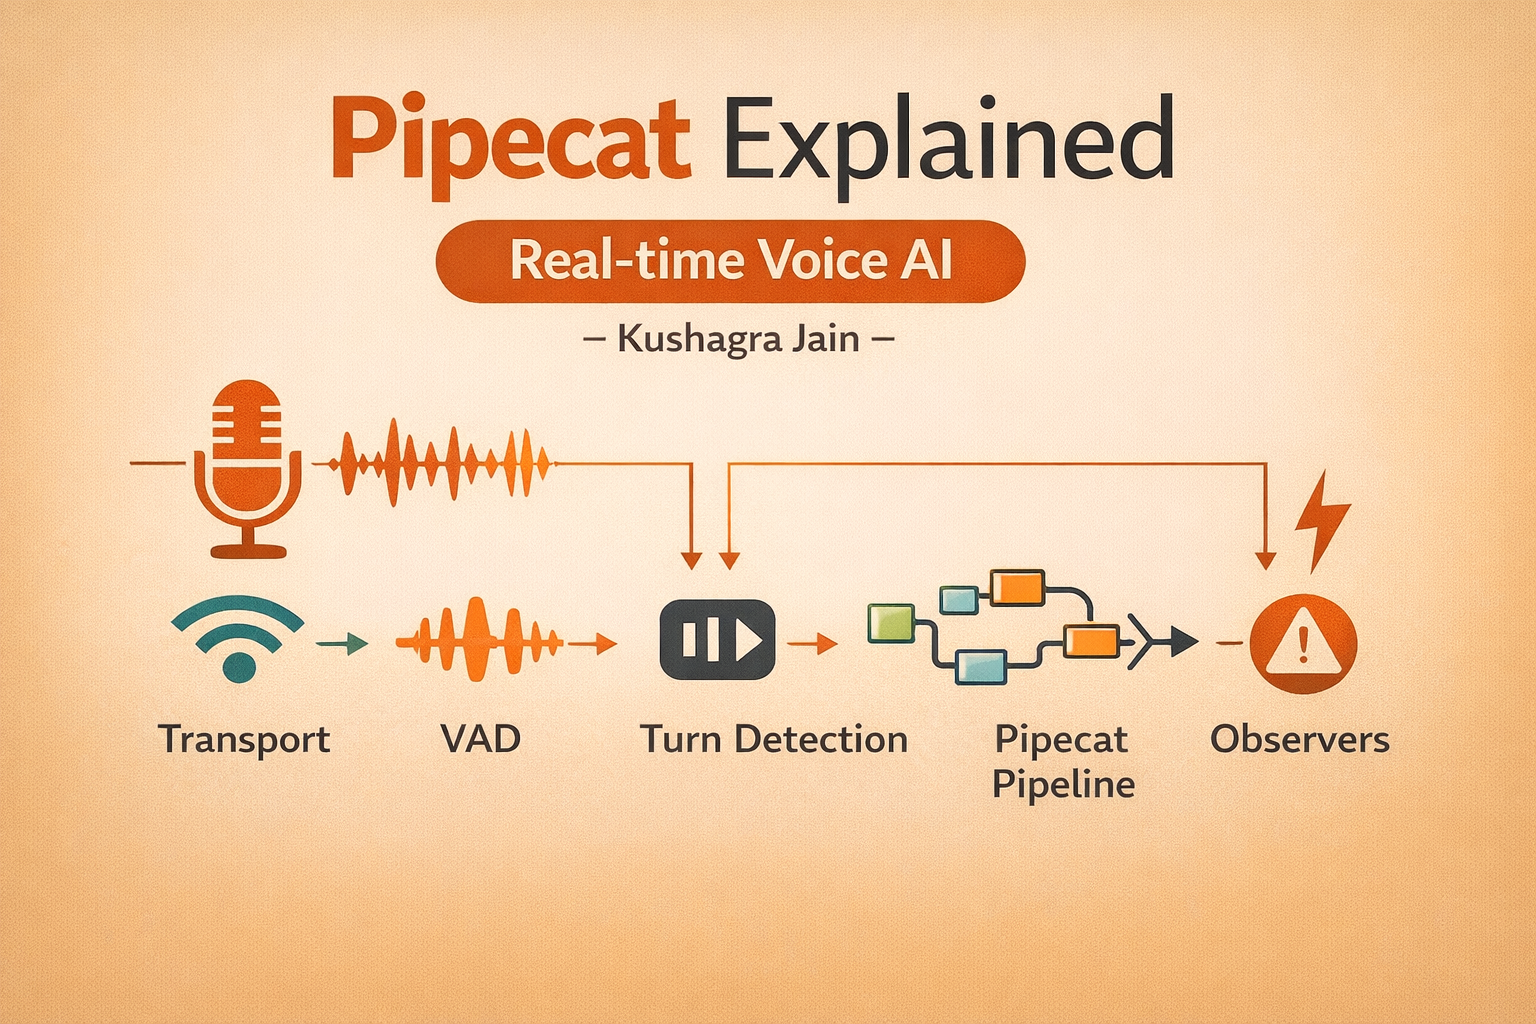 Pipecat Explained
Real-time Voice AI
– Kushagra Jain –
Transport
VAD
Turn Detection
Pipecat
Pipeline
Observers